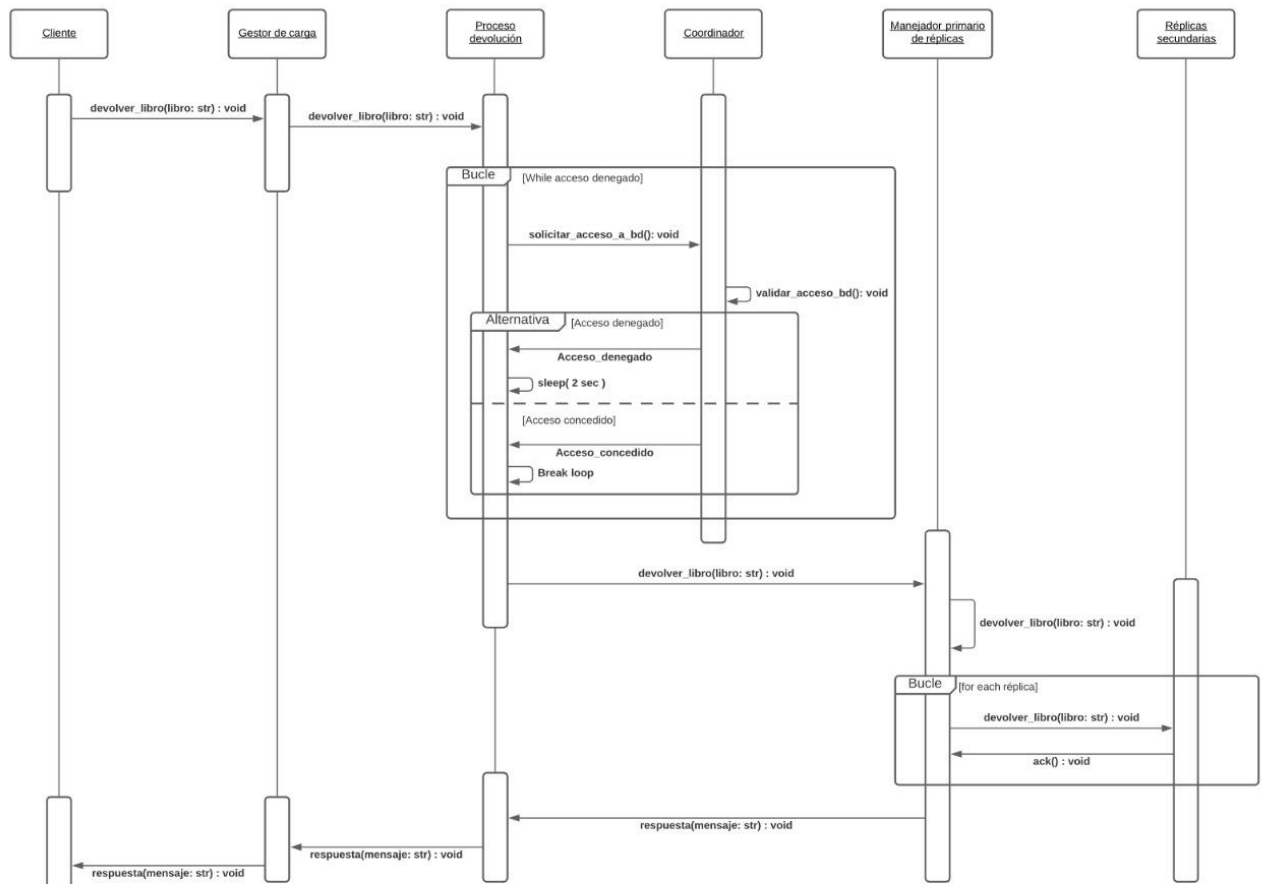 Cliente
Gestor de carga
Proceso
devolución
Coordinador
Manejador primario
de réplicas
Réplicas
secundarias
devolver_libro(libro: str) : void
devolver_libro(libro: str) : void
Bucle
[While acceso denegado]
solicitar_acceso_a_bd(): void
validar_acceso_bd(): void
Alternativa
[Acceso denegado]
Acceso_denegado
sleep( 2 sec )
[Acceso concedido]
Acceso_concedido
Break loop
devolver_libro(libro: str) : void
devolver_libro(libro: str) : void
Bucle
[for each réplica]
devolver_libro(libro: str) : void
ack() : void
respuesta(mensaje: str) : void
respuesta(mensaje: str) : void
respuesta(mensaje: str) : void